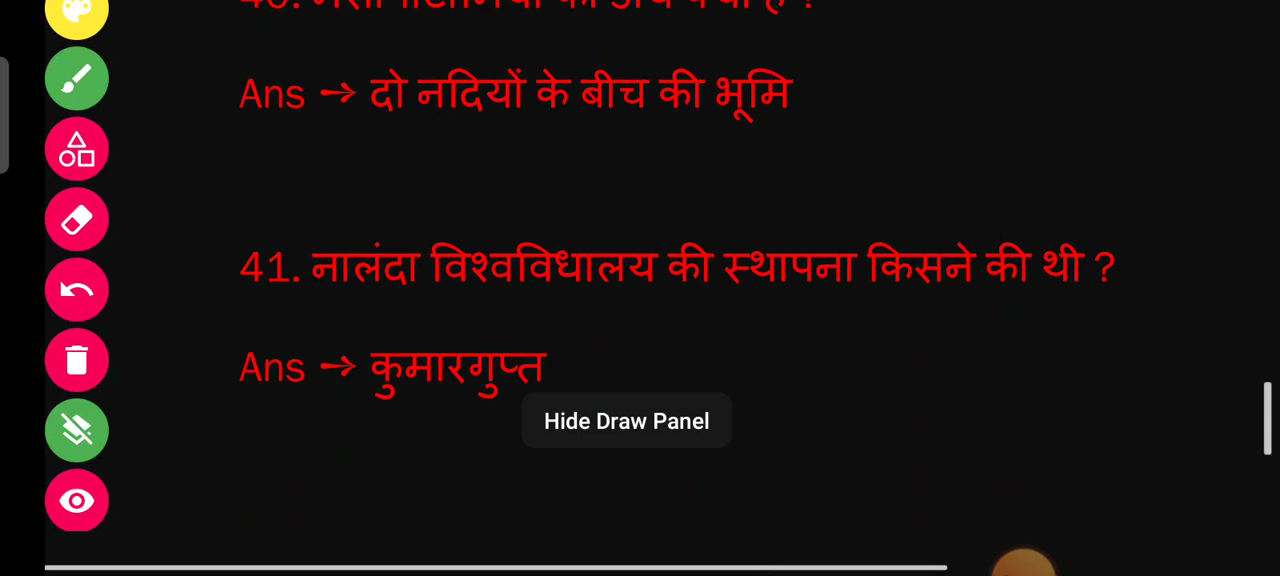 Ans → दो नदियों के बीच की भूमि
41. नालंदा विश्वविधालय की स्थापना किसने की थी ?
Ans → कुमारगुप्त
Hide Draw Panel